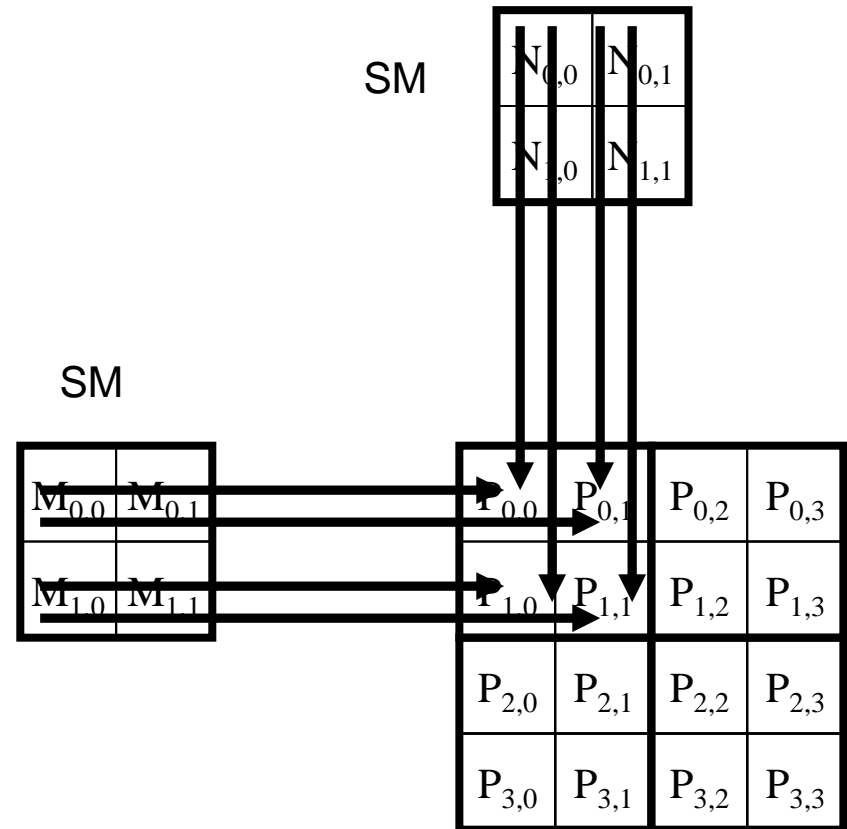 SM
N0,0 N0,1
N1,0 N1,1
SM
M0,0 M0,1 P0,0 P0,1 P0,2 P0,3
M1,0 M1,1 P1,0 P1,1 P1,2 P1,3
P2,0 P2,1 P2,2 P2,3
P3,0 P3,1 P3,2 P3,3